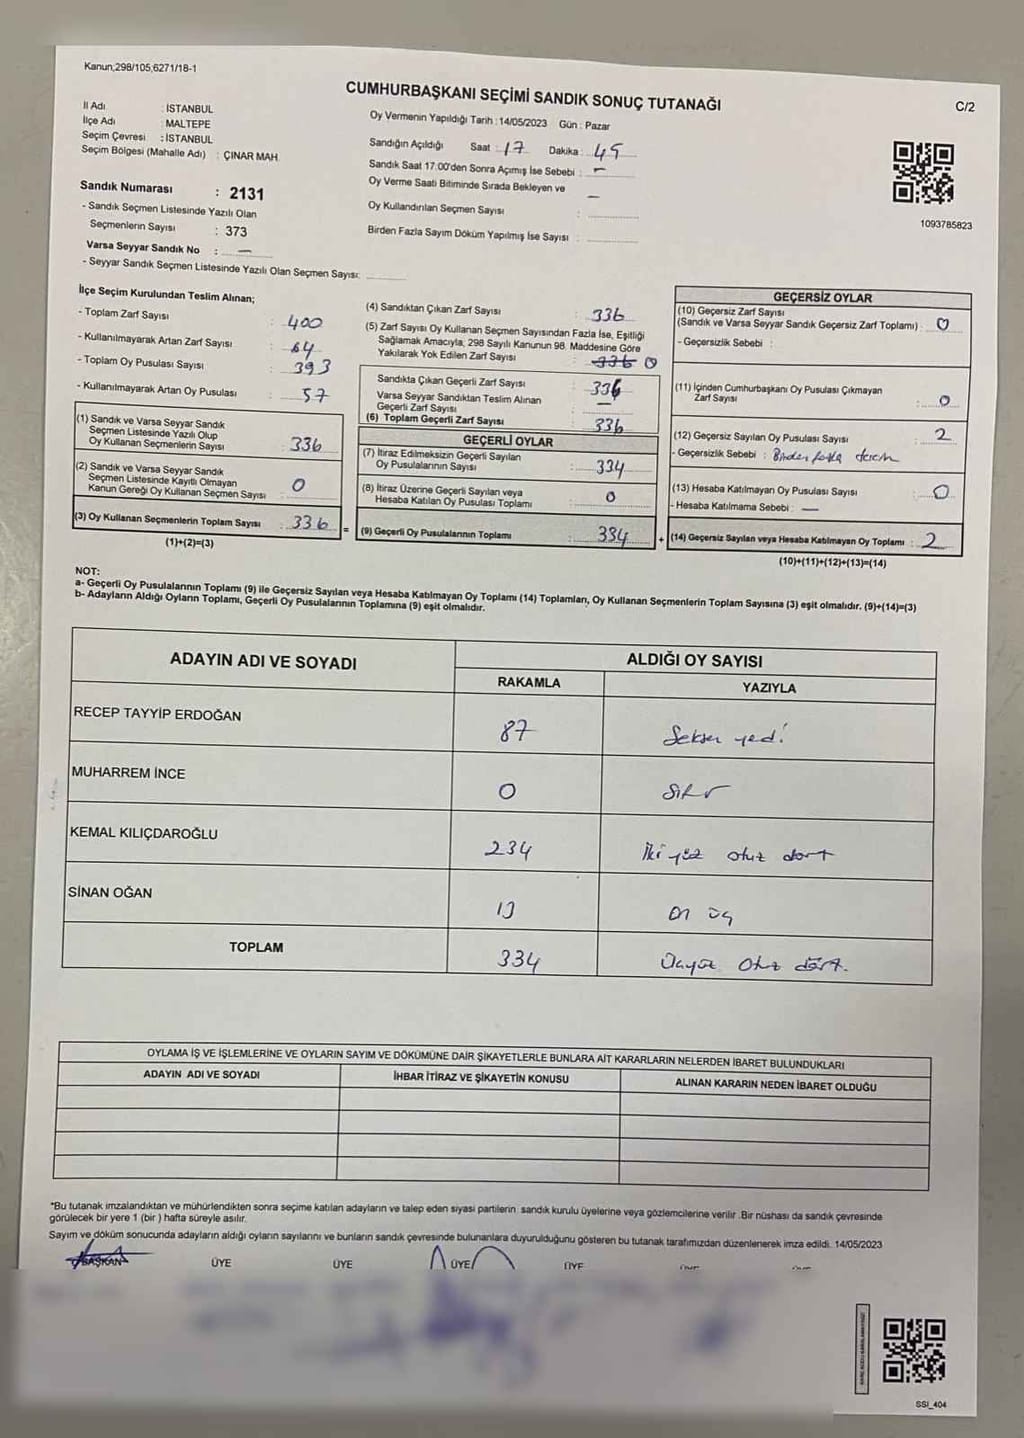 Kanun,298/105,6271/18-1
CUMHURBAŞKANI SEÇİMİ SANDIK SONUÇ TUTANAĞI
C/2
İl Adı : İSTANBUL
İlçe Adı : MALTEPE
Seçim Çevresi : İSTANBUL
Seçim Bölgesi (Mahalle Adı) : ÇINAR MAH.
Sandık Numarası : 2131
- Sandık Seçmen Listesinde Yazılı Olan
Seçmenlerin Sayısı : 373
Varsa Seyyar Sandık No : —
- Seyyar Sandık Seçmen Listesinde Yazılı Olan Seçmen Sayısı:
Oy Vermenin Yapıldığı Tarih : 14/05/2023 Gün : Pazar
Sandığın Açıldığı Saat : 17 Dakika : 45
Sandık Saat 17.00'den Sonra Açımış İse Sebebi : —
Oy Verme Saati Bitiminde Sırada Bekleyen ve
Oy Kullandırılan Seçmen Sayısı : —
Birden Fazla Sayım Döküm Yapılmış İse Sayısı :
1093785823
İlçe Seçim Kurulundan Teslim Alınan;
- Toplam Zarf Sayısı : 400
- Kullanılmayarak Artan Zarf Sayısı : 64
- Toplam Oy Pusulası Sayısı : 393
- Kullanılmayarak Artan Oy Pusulası : 57
(1) Sandık ve Varsa Seyyar Sandık
Seçmen Listesinde Yazılı Olup
Oy Kullanan Seçmenlerin Sayısı : 336
(2) Sandık ve Varsa Seyyar Sandık
Seçmen Listesinde Kayıtlı Olmayan
Kanun Gereği Oy Kullanan Seçmen Sayısı : 0
(3) Oy Kullanan Seçmenlerin Toplam Sayısı : 336
(1)+(2)=(3)
=
(4) Sandıktan Çıkan Zarf Sayısı : 336
(5) Zarf Sayısı Oy Kullanan Seçmen Sayısından Fazla İse, Eşitliği
Sağlamak Amacıyla, 298 Sayılı Kanunun 98. Maddesine Göre
Yakılarak Yok Edilen Zarf Sayısı : 336 0
Sandıkta Çıkan Geçerli Zarf Sayısı : 336
Varsa Seyyar Sandıktan Teslim Alınan
Geçerli Zarf Sayısı : —
(6) Toplam Geçerli Zarf Sayısı : 336
GEÇERLİ OYLAR
(7) İtiraz Edilmeksizin Geçerli Sayılan
Oy Pusulalarının Sayısı : 334
(8) İtiraz Üzerine Geçerli Sayılan veya
Hesaba Katılan Oy Pusulası Toplamı : 0
(9) Geçerli Oy Pusulalarının Toplamı : 334
+
GEÇERSİZ OYLAR
(10) Geçersiz Zarf Sayısı
(Sandık ve Varsa Seyyar Sandık Geçersiz Zarf Toplamı) : 0
- Geçersizlik Sebebi :
(11) İçinden Cumhurbaşkanı Oy Pusulası Çıkmayan
Zarf Sayısı : 0
(12) Geçersiz Sayılan Oy Pusulası Sayısı : 2
- Geçersizlik Sebebi : Birden fazla
(13) Hesaba Katılmayan Oy Pusulası Sayısı : 0
- Hesaba Katılmama Sebebi : —
(14) Geçersiz Sayılan veya Hesaba Katılmayan Oy Toplamı : 2
(10)+(11)+(12)+(13)=(14)
NOT:
a- Geçerli Oy Pusulalarının Toplamı (9) ile Geçersiz Sayılan veya Hesaba Katılmayan Oy Toplamı (14) Toplamları, Oy Kullanan Seçmenlerin Toplam Sayısına (3) eşit olmalıdır. (9)+(14)=(3)
b- Adayların Aldığı Oyların Toplamı, Geçerli Oy Pusulalarının Toplamına (9) eşit olmalıdır.
ADAYIN ADI VE SOYADI ALDIĞI OY SAYISI
RAKAMLA YAZIYLA
RECEP TAYYİP ERDOĞAN 87 Seksen yedi
MUHARREM İNCE 0 Sıfır
KEMAL KILIÇDAROĞLU 234 İki yüz otuz dört
SİNAN OĞAN 13 On üç
TOPLAM 334 Üçyüz Otuz dört.
OYLAMA İŞ VE İŞLEMLERİNE VE OYLARIN SAYIM VE DÖKÜMÜNE DAİR ŞİKAYETLERLE BUNLARA AİT KARARLARIN NELERDEN İBARET BULUNDUKLARI
ADAYIN ADI VE SOYADI İHBAR İTİRAZ VE ŞİKAYETİN KONUSU ALINAN KARARIN NEDEN İBARET OLDUĞU
*Bu tutanak imzalandıktan ve mühürlendikten sonra seçime katılan adayların ve talep eden siyasi partilerin sandık kurulu üyelerine veya gözlemcilerine verilir. Bir nüshası da sandık çevresinde
görülecek bir yere 1 (bir) hafta süreyle asılır.
Sayım ve döküm sonucunda adayların aldığı oyların sayılarını ve bunların sandık çevresinde bulunanlara duyurulduğunu gösteren bu tutanak tarafımızdan düzenlenerek imza edildi. 14/05/2023
BAŞKAN ÜYE ÜYE ÜYE ÜYE
SSI_404